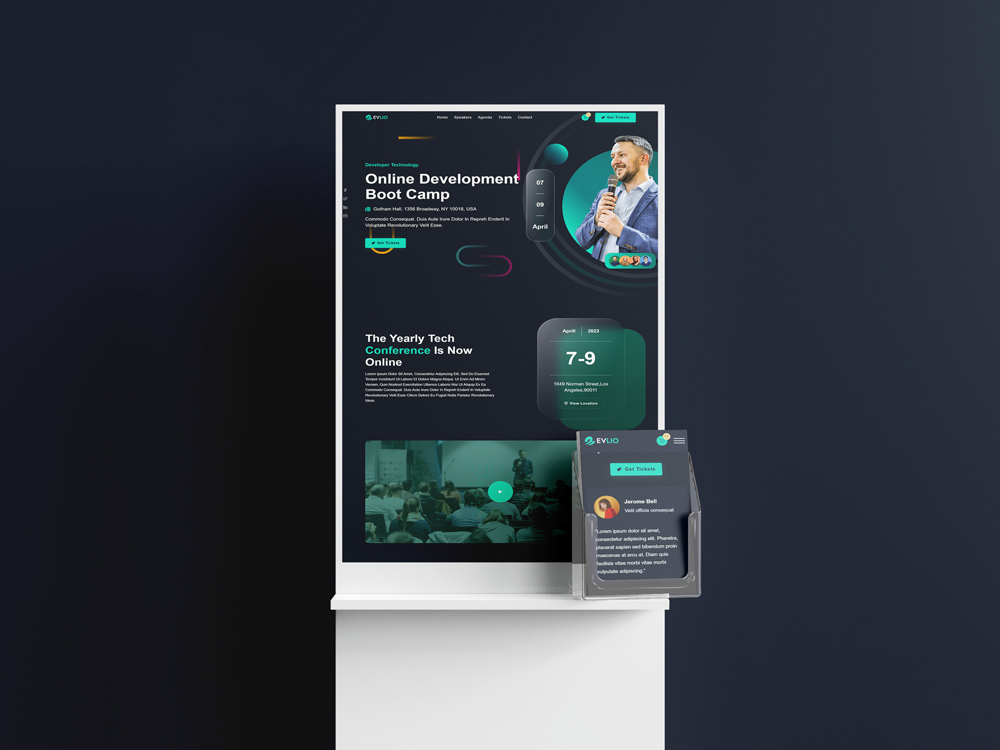 EVLIO
Home Speakers Agenda Tickets Contact
Get Tickets
Developer Technology
Online Development
Boot Camp
Gotham Hall, 1356 Broadway, NY 10018, USA
Commodo Consequat. Duis Aute Irure Dolor In Repreh Enderit In
Voluptate Revolutionary Velit Esse.
Get Tickets
07
09
April
The Yearly Tech
Conference Is Now
Online
Lorem Ipsum Dolor Sit Amet, Consectetur Adipiscing Elit, Sed Do Eiusmod
Tempor Incididunt Ut Labore Et Dolore Magna Aliqua. Ut Enim Ad Minim
Veniam, Quis Nostrud Exercitation Ullamco Laboris Nisi Ut Aliquip Ex Ea
Commodo Consequat. Duis Aute Irure Dolor In Repreh Enderit In Voluptate
Revolutionary Velit Esse Cillum Dolore Eu Fugiat Nulla Pariatur Revolutionary
Ideas
April 2023
7-9
1649 Norman Street,Los
Angeles,90011
View Location
EVLIO
Get Tickets
Jerome Bell
Velit officia consequat
"Lorem ipsum dolor sit amet,
consectetur adipiscing elit. Pharetra,
placerat sapien sed bibendum proin
maecenas at arcu at. Diam quis
facilisis vitae morbi vitae morbi
vulputate adipiscing."